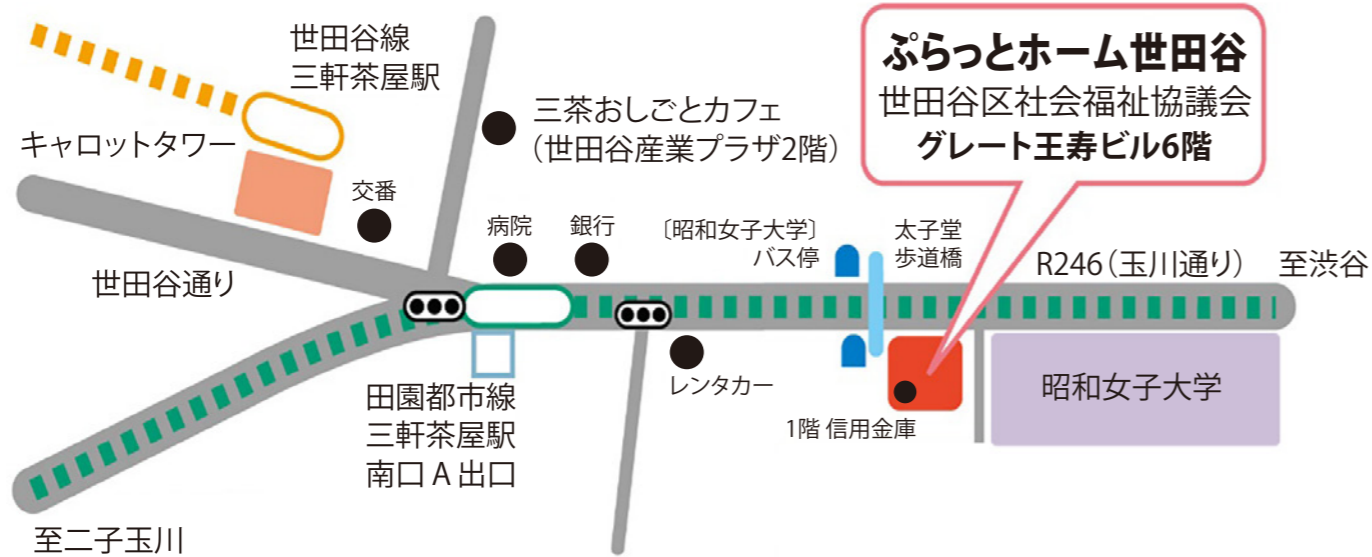 世田谷線
三軒茶屋駅
キャロットタワー
交番
三茶おしごとカフェ
（世田谷産業プラザ2階）
ぷらっとホーム世田谷
世田谷区社会福祉協議会
グレート王寿ビル6階
病院
銀行
〔昭和女子大学〕
バス停
太子堂
歩道橋
R246（玉川通り）
至渋谷
世田谷通り
レンタカー
田園都市線
三軒茶屋駅
南口 A 出口
1階 信用金庫
昭和女子大学
至二子玉川